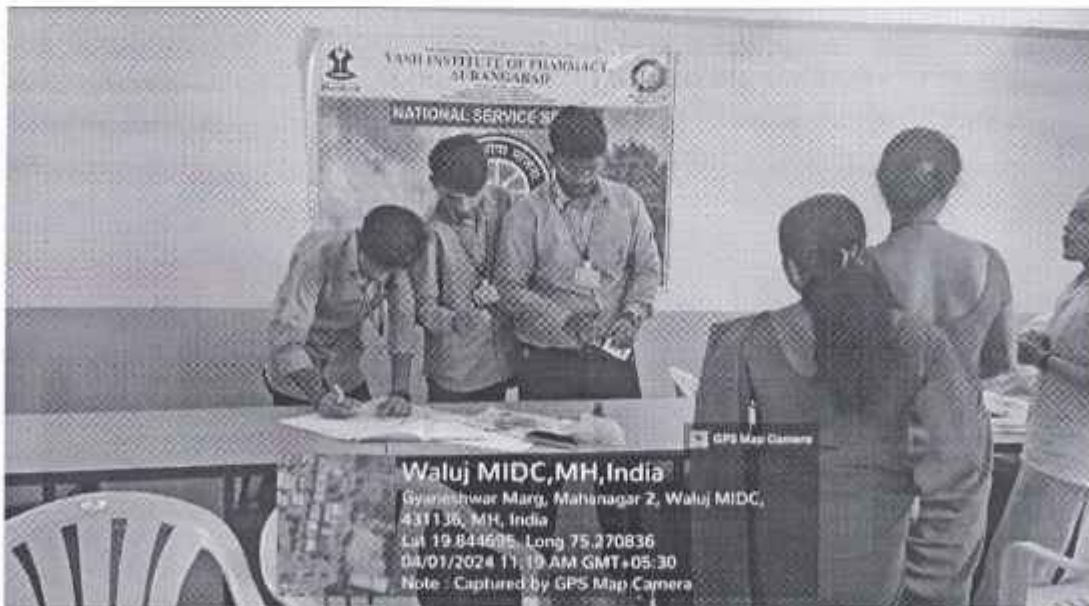 YASH INSTITUTE OF PHARMACY
AURANGABAD
NATIONAL SERVICE
GPS Map Camera
Waluj MIDC,MH,India
Gyaneshwar Marg, Mahanagar 2, Waluj MIDC,
431136, MH, India
Lat 19.844695, Long 75.270836
04/01/2024 11:19 AM GMT+05:30
Note : Captured by GPS Map Camera